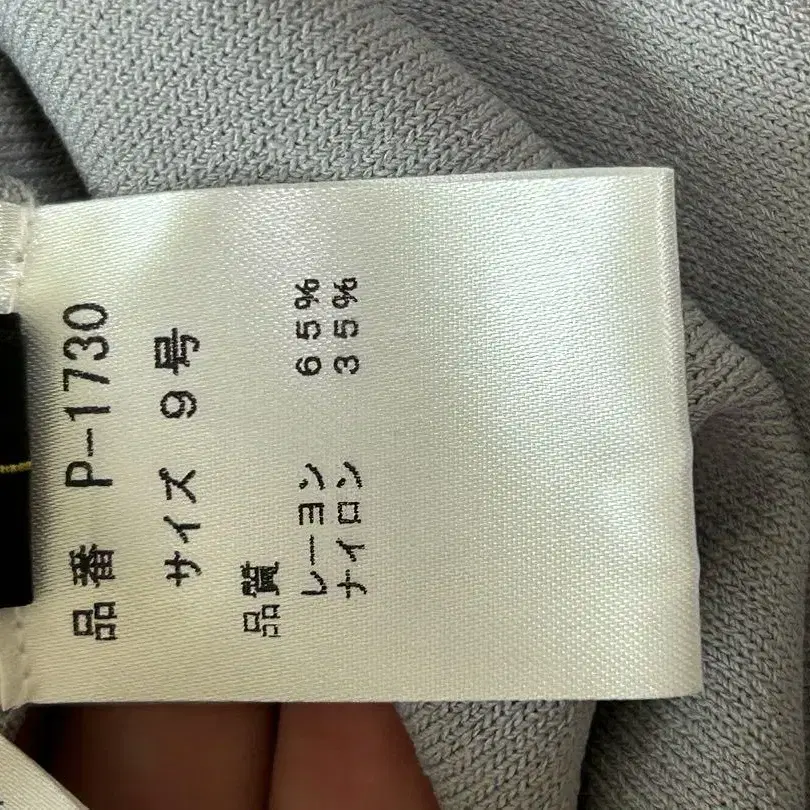 品番 P-1730
サイズ 9号
品質
レーヨン 65%
ナイロン 35%